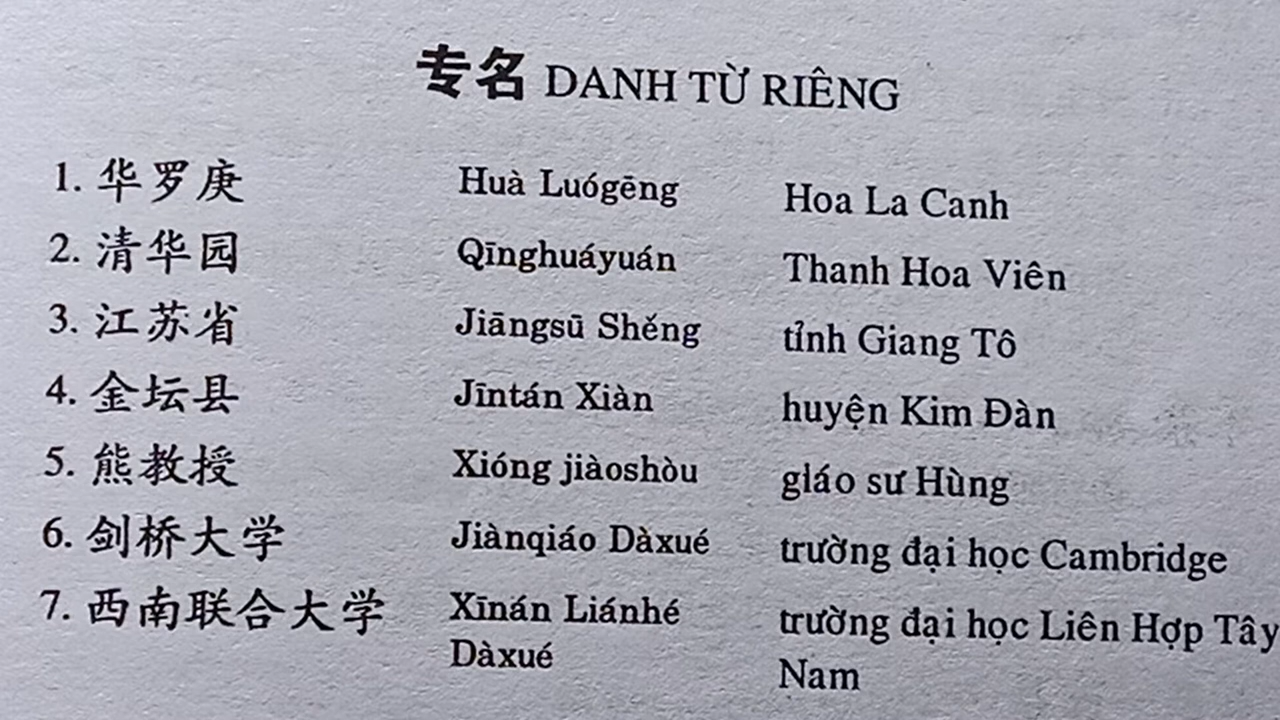 专名 DANH TỪ RIÊNG
1. 华罗庚 Huà Luógēng Hoa La Canh
2. 清华园 Qīnghuáyuán Thanh Hoa Viên
3. 江苏省 Jiāngsū Shěng tỉnh Giang Tô
4. 金坛县 Jīntán Xiàn huyện Kim Đàn
5. 熊教授 Xióng jiàoshòu giáo sư Hùng
6. 剑桥大学 Jiànqiáo Dàxué trường đại học Cambridge
7. 西南联合大学 Xīnán Liánhé trường đại học Liên Hợp Tây
Dàxué Nam